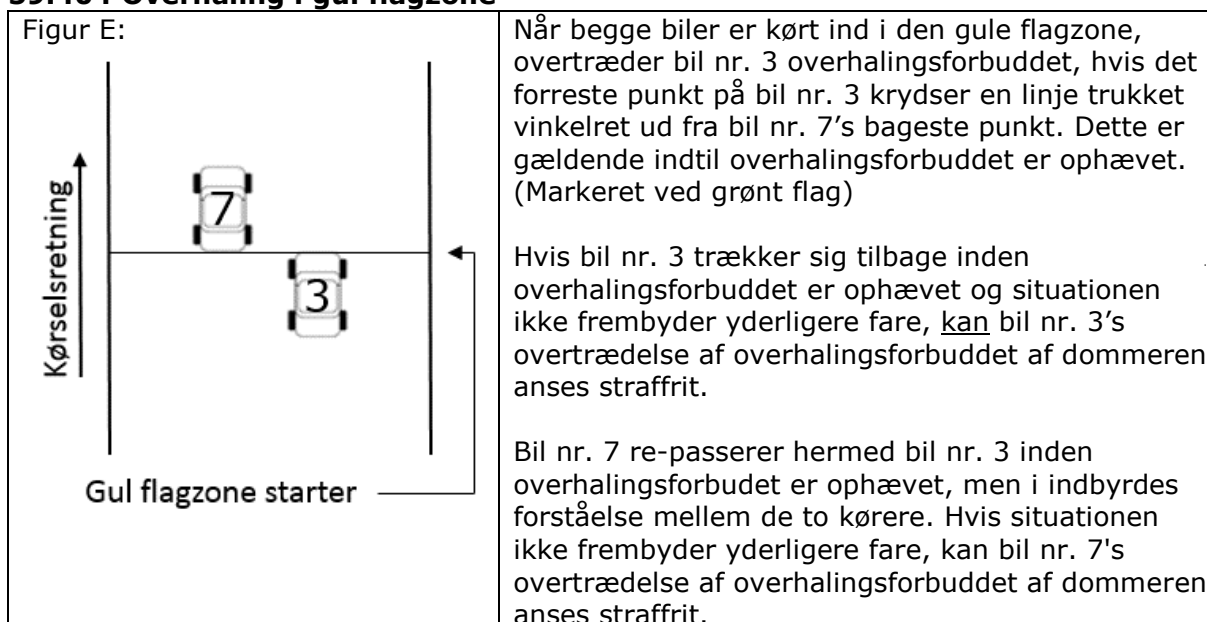 Figur E:
7
3
Kørselsretning
Gul flagzone starter
Når begge biler er kørt ind i den gule flagzone,
overtræder bil nr. 3 overhalingsforbuddet, hvis det
forreste punkt på bil nr. 3 krydser en linje trukket
vinkelret ud fra bil nr. 7’s bageste punkt. Dette er
gældende indtil overhalingsforbuddet er ophævet.
(Markeret ved grønt flag)
Hvis bil nr. 3 trækker sig tilbage inden
overhalingsforbuddet er ophævet og situationen
ikke frembyder yderligere fare, kan bil nr. 3’s
overtrædelse af overhalingsforbuddet af dommeren
anses straffrit.
Bil nr. 7 re-passerer hermed bil nr. 3 inden
overhalingsforbudet er ophævet, men i indbyrdes
forståelse mellem de to kørere. Hvis situationen
ikke frembyder yderligere fare, kan bil nr. 7's
overtrædelse af overhalingsforbuddet af dommeren
anses straffrit.